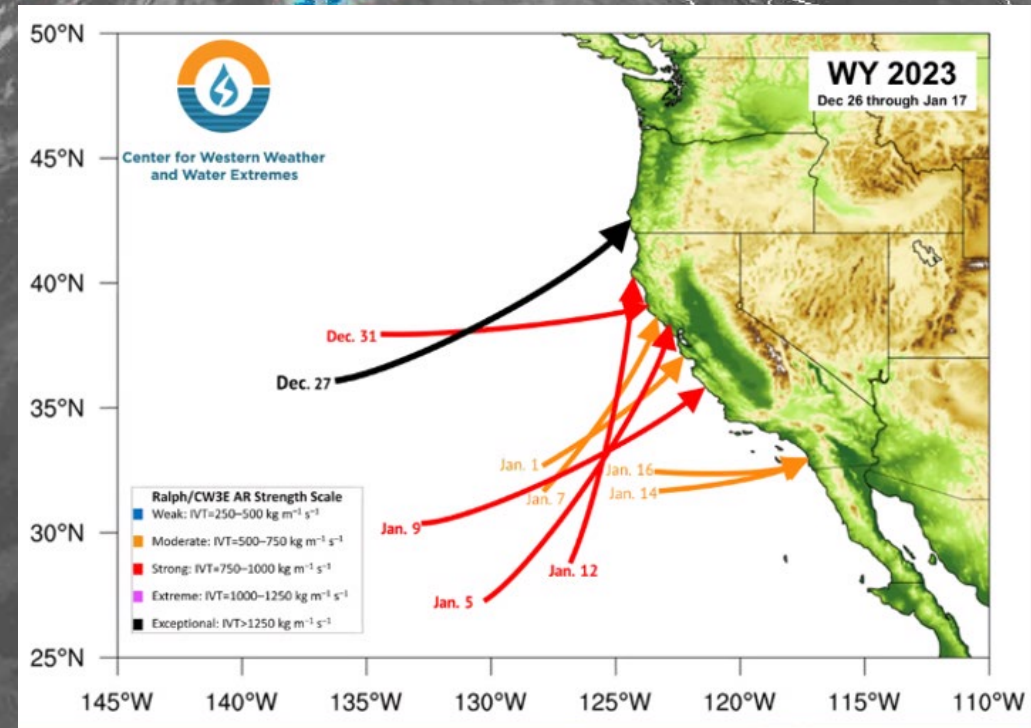 50°N
45°N
40°N
35°N
30°N
25°N
145°W 140°W 135°W 130°W 125°W 120°W 115°W 110°W
Center for Western Weather
and Water Extremes
WY 2023
Dec 26 through Jan 17
Dec. 31
Dec. 27
Jan. 1
Jan. 7
Jan. 16
Jan. 14
Jan. 9
Jan. 12
Jan. 5
Ralph/CW3E AR Strength Scale
Weak: IVT=250–500 kg m⁻¹ s⁻¹
Moderate: IVT=500–750 kg m⁻¹ s⁻¹
Strong: IVT=750–1000 kg m⁻¹ s⁻¹
Extreme: IVT=1000–1250 kg m⁻¹ s⁻¹
Exceptional: IVT>1250 kg m⁻¹ s⁻¹